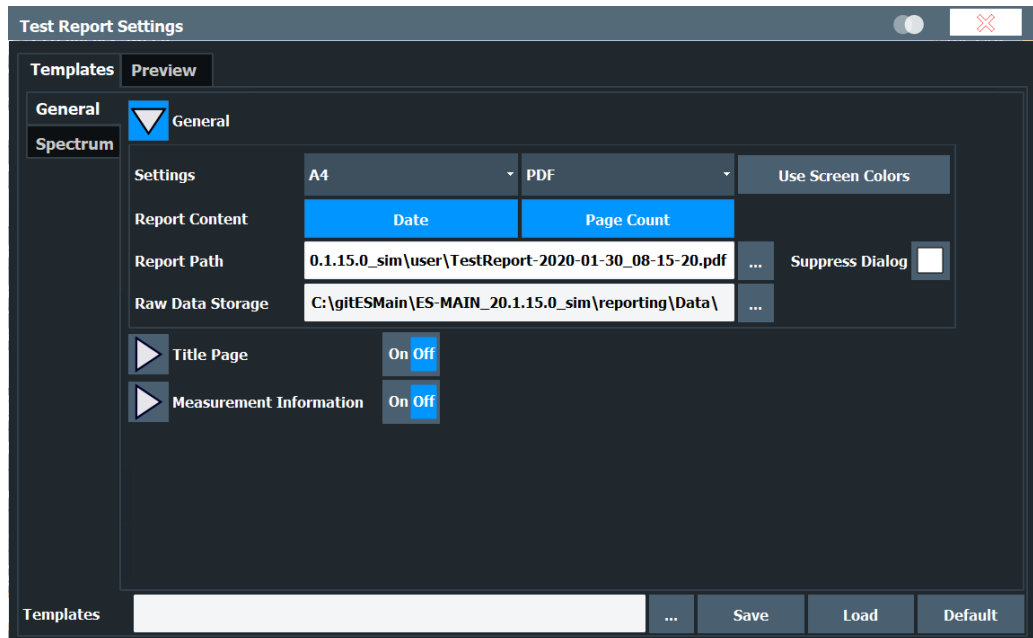 Test Report Settings
Templates Preview
General
General
Spectrum
Settings A4 PDF Use Screen Colors
Report Content Date Page Count
Report Path 0.1.15.0_sim\user\TestReport-2020-01-30_08-15-20.pdf ... Suppress Dialog
Raw Data Storage C:\gitESMain\ES-MAIN_20.1.15.0_sim\reporting\Data\ ...
Title Page On Off
Measurement Information On Off
Templates ... Save Load Default